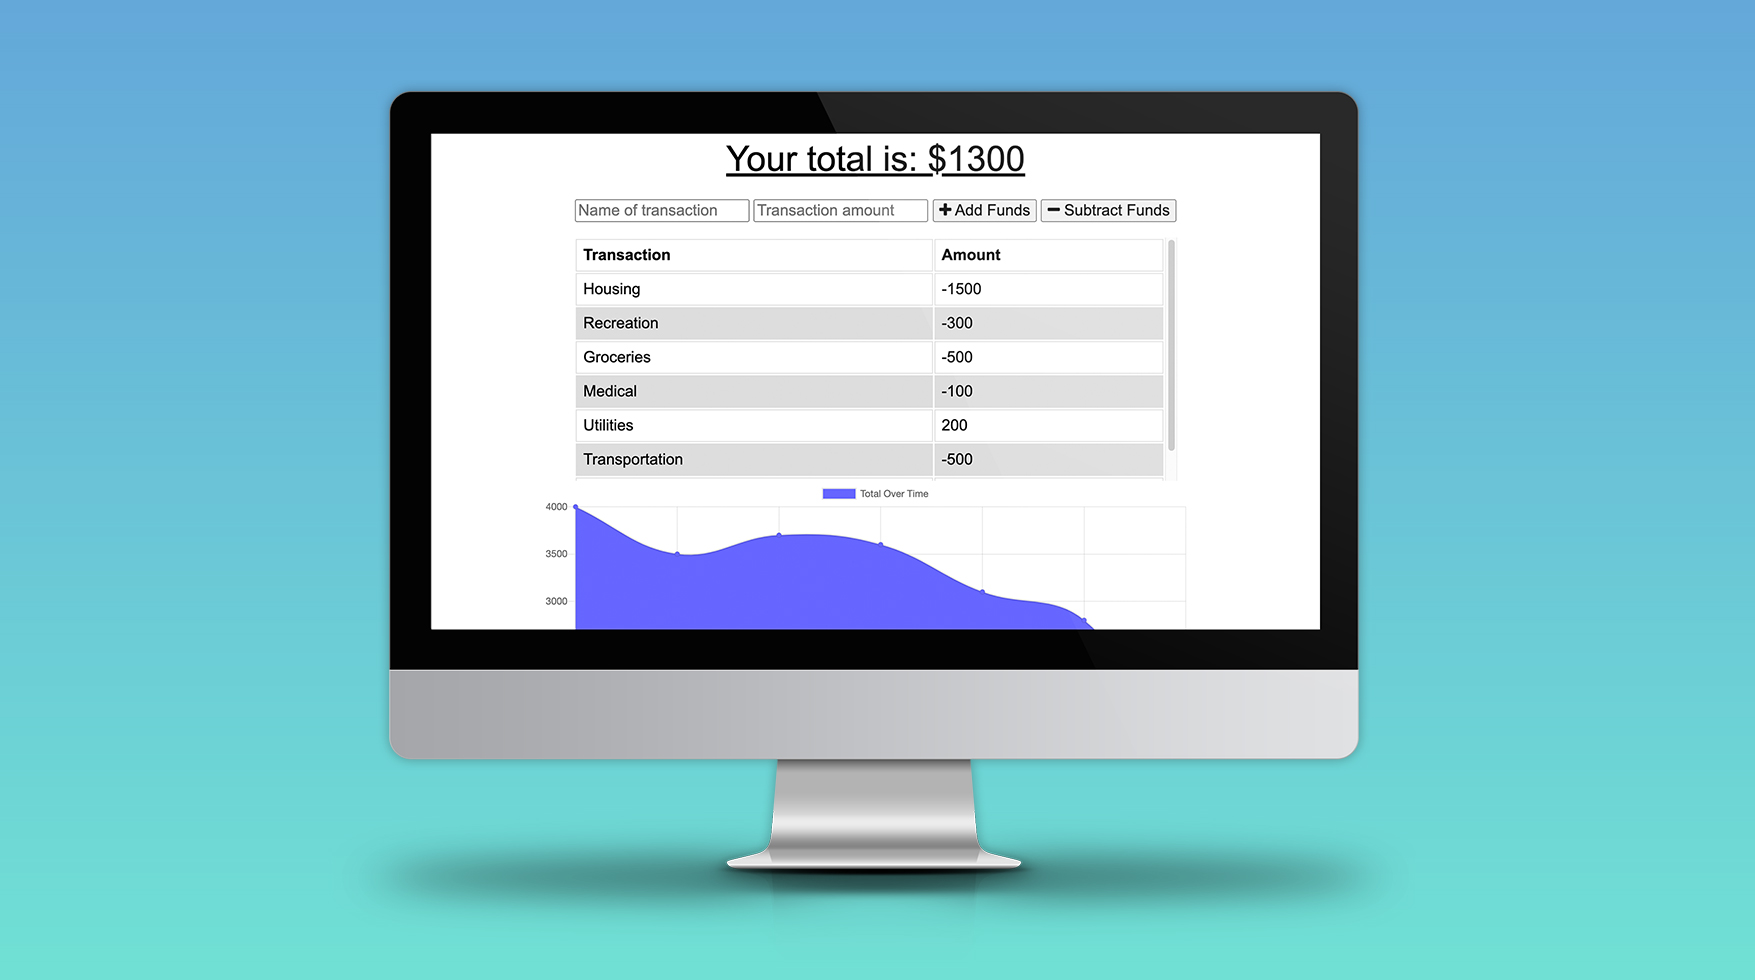 Your total is: $1300
Name of transaction Transaction amount Add Funds Subtract Funds
Transaction Amount
Housing -1500
Recreation -300
Groceries -500
Medical -100
Utilities 200
Transportation -500
Total Over Time
4000
3500
3000